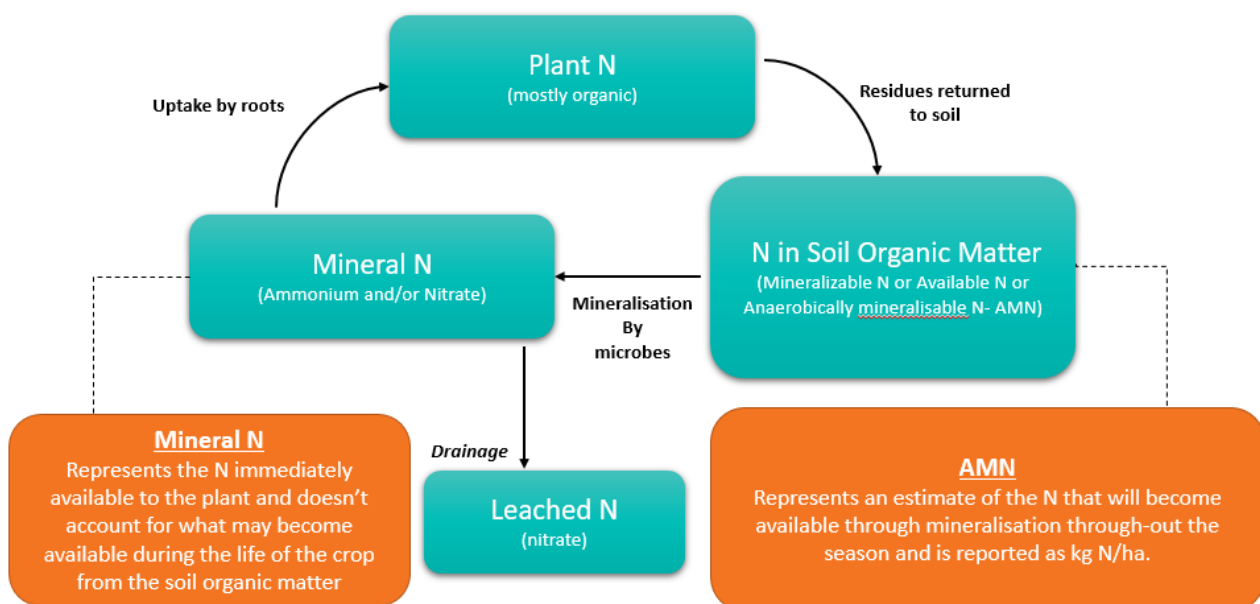 Plant N
(mostly organic)
Uptake by roots
Residues returned
to soil
Mineral N
(Ammonium and/or Nitrate)
N in Soil Organic Matter
(Mineralizable N or Available N or
Anaerobically mineralisable N- AMN)
Mineralisation
By
microbes
Drainage
Leached N
(nitrate)
Mineral N
Represents the N immediately
available to the plant and doesn’t
account for what may become
available during the life of the crop
from the soil organic matter
AMN
Represents an estimate of the N that will become
available through mineralisation through-out the
season and is reported as kg N/ha.